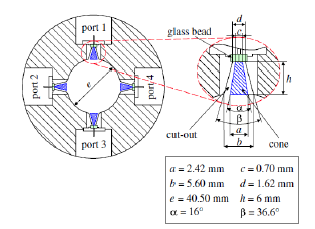 port 1
port 2
port 3
port 4
e
glass bead
d
c
h
α
β
a
b
cut-out
cone
a = 2.42 mm c = 0.70 mm
b = 5.60 mm d = 1.62 mm
e = 40.50 mm h = 6 mm
α = 16° β = 36.6°